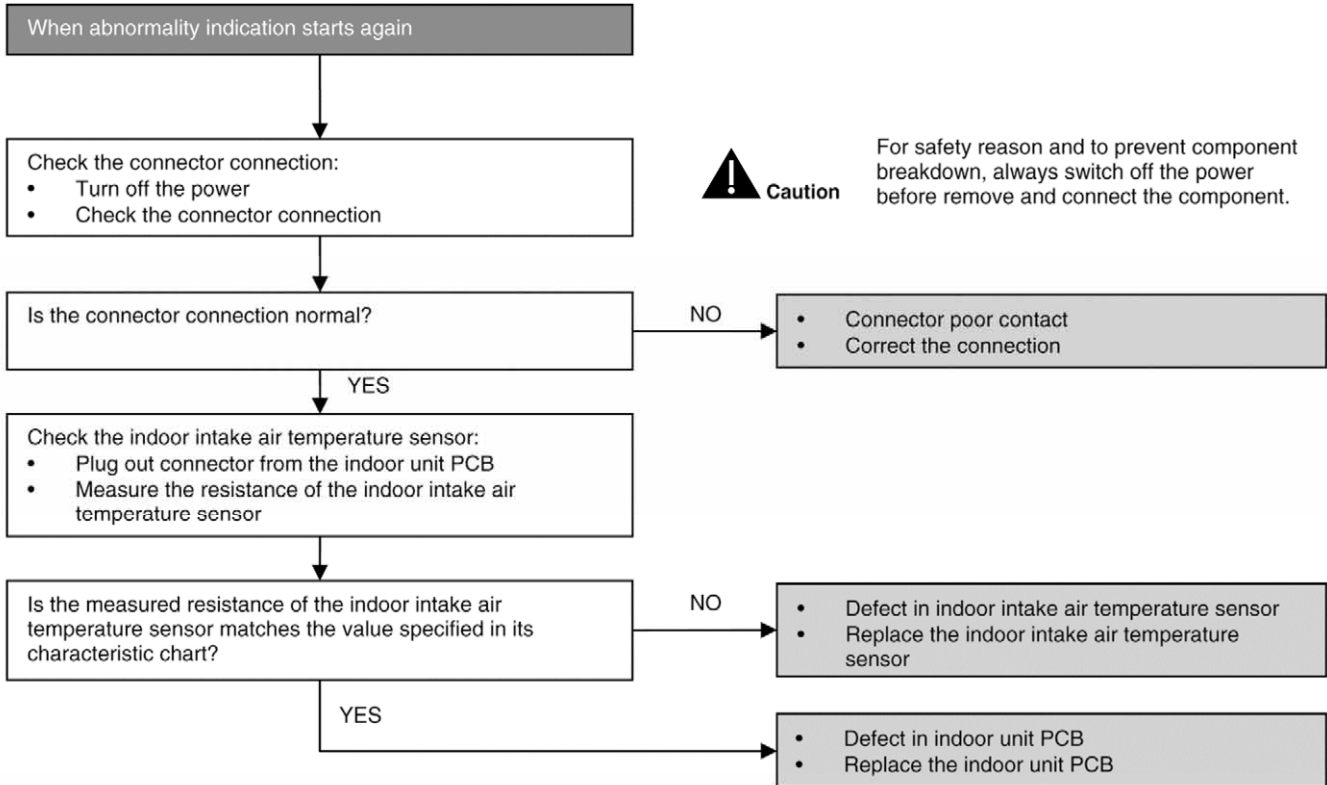 When abnormality indication starts again
Check the connector connection:
• Turn off the power
• Check the connector connection
Caution
For safety reason and to prevent component
breakdown, always switch off the power
before remove and connect the component.
Is the connector connection normal?
NO
• Connector poor contact
• Correct the connection
YES
Check the indoor intake air temperature sensor:
• Plug out connector from the indoor unit PCB
• Measure the resistance of the indoor intake air
temperature sensor
Is the measured resistance of the indoor intake air
temperature sensor matches the value specified in its
characteristic chart?
NO
• Defect in indoor intake air temperature sensor
• Replace the indoor intake air temperature
sensor
YES
• Defect in indoor unit PCB
• Replace the indoor unit PCB